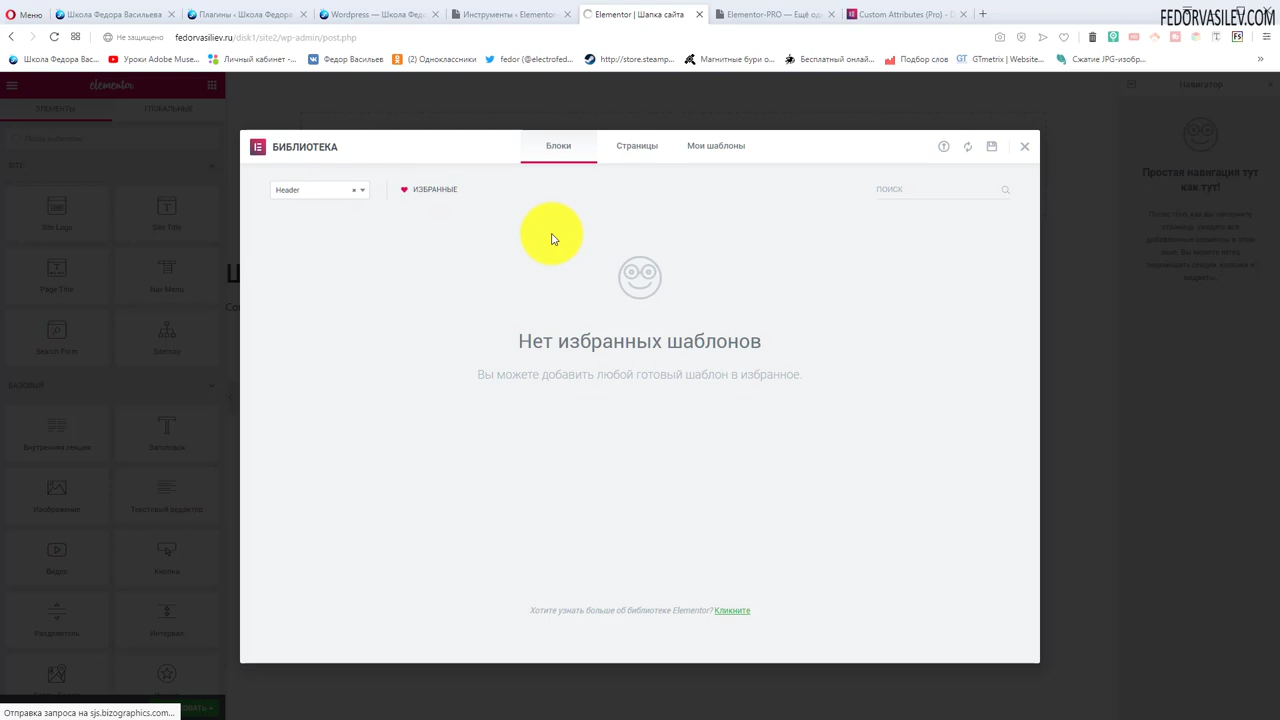 Меню
Школа Федора Васильева
Плагины ‹ Школа Федора
Wordpress — Школа Федо
Инструменты ‹ Elementor
Elementor | Шапка сайта
Elementor-PRO — Ещё од
Custom Attributes (Pro) - D
FEDORVASILEV.COM
Не защищено
fedorvasiliev.ru/disk1/site2/wp-admin/post.php
Школа Федора Вас...
Уроки Adobe Muse...
Личный кабинет -...
Федор Васильев
(2) Одноклассники
fedor (@electrofed...
http://store.steamp...
Магнитные бури о...
Бесплатный онлай...
Подбор слов
GTmetrix | Website...
Сжатие JPG-изобр...
elementor
ЭЛЕМЕНТЫ
ГЛОБАЛЬНЫЕ
SITE
Site Logo
Site Title
Page Title
Nav Menu
Search Form
Sitemap
БАЗОВЫЙ
Внутренняя секция
Заголовок
Изображение
Текстовый редактор
Видео
Кнопка
Разделитель
Интервал
Отправка запроса на sjs.bizographics.com...
БИБЛИОТЕКА
Блоки
Страницы
Мои шаблоны
Header
ИЗБРАННЫЕ
ПОИСК
Нет избранных шаблонов
Вы можете добавить любой готовый шаблон в избранное.
Хотите узнать больше об библиотеке Elementor? Кликните
Навигатор
Простая навигация тут
как тут!